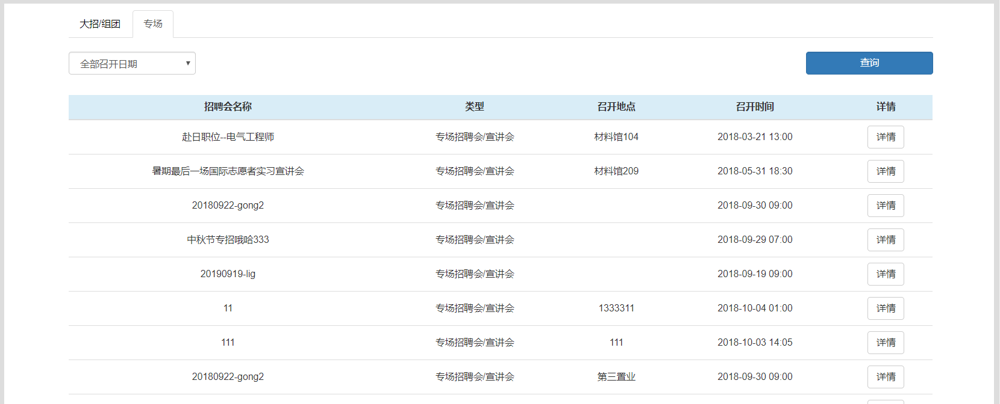 大招/组团 专场
全部召开日期 查询
招聘会名称 类型 召开地点 召开时间 详情
赴日职位--电气工程师 专场招聘会/宣讲会 材料馆104 2018-03-21 13:00 详情
暑期最后一场国际志愿者实习宣讲会 专场招聘会/宣讲会 材料馆209 2018-05-31 18:30 详情
20180922-gong2 专场招聘会/宣讲会 2018-09-30 09:00 详情
中秋节专招哦哈333 专场招聘会/宣讲会 2018-09-29 07:00 详情
20190919-lig 专场招聘会/宣讲会 2018-09-19 09:00 详情
11 专场招聘会/宣讲会 1333311 2018-10-04 01:00 详情
111 专场招聘会/宣讲会 111 2018-10-03 14:05 详情
20180922-gong2 专场招聘会/宣讲会 第三置业 2018-09-30 09:00 详情